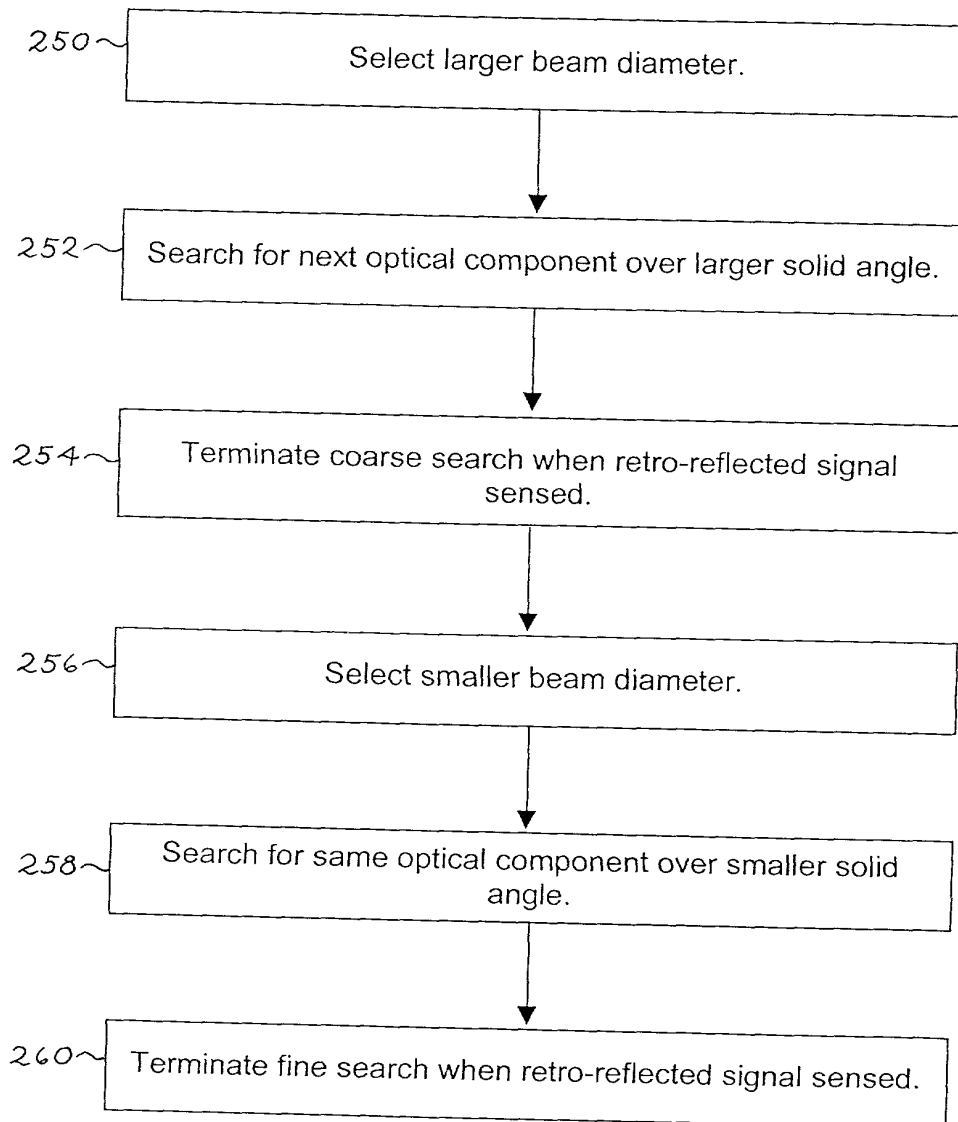 250 Select larger beam diameter.
252 Search for next optical component over larger solid angle.
254 Terminate coarse search when retro-reflected signal
sensed.
256 Select smaller beam diameter.
258 Search for same optical component over smaller solid
angle.
260 Terminate fine search when retro-reflected signal sensed.